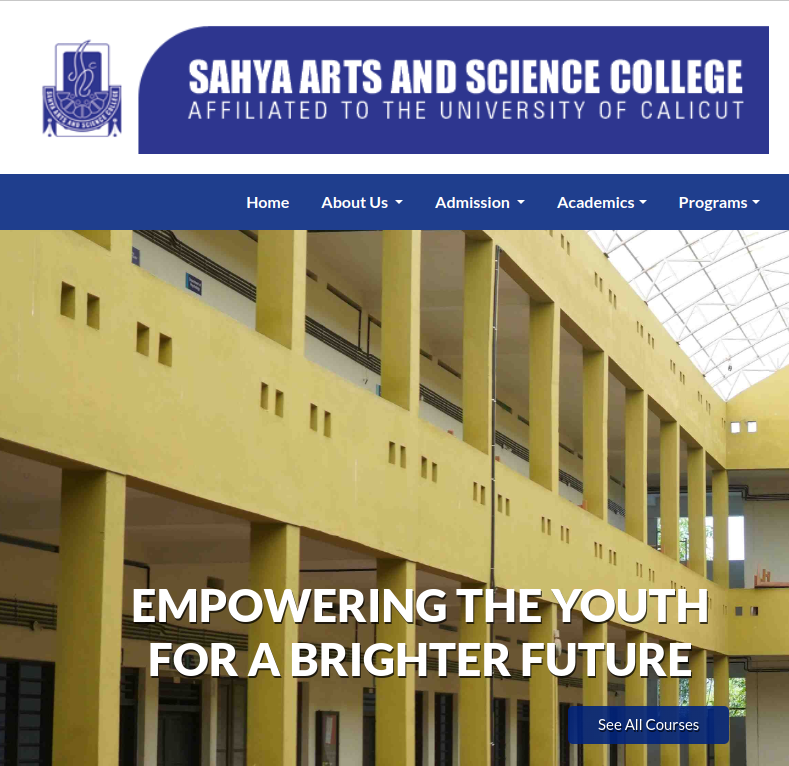 SAHYA ARTS AND SCIENCE COLLEGE
SAHYA ARTS AND SCIENCE COLLEGE
AFFILIATED TO THE UNIVERSITY OF CALICUT
Home About Us Admission Academics Programs
EMPOWERING THE YOUTH
FOR A BRIGHTER FUTURE
See All Courses